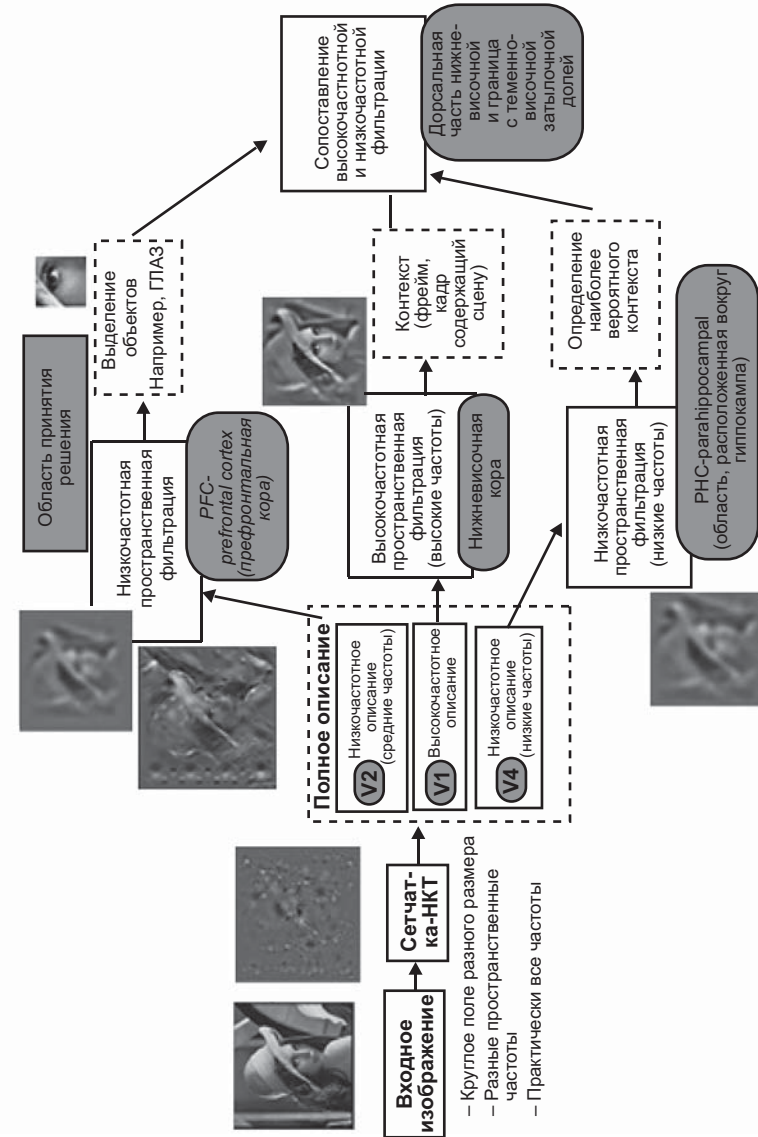 Входное
изображение
– Круглое поле разного размера
– Разные пространственные
частоты
– Практически все частоты
Сетчат-
ка-НКТ
Полное описание
V2
Низкочастотное
описание
(средние частоты)
V1
Высокочастотное
описание
V4
Низкочастотное
описание
(низкие частоты)
Область принятия
решения
Низкочастотная
пространственная
фильтрация
PFC-
prefrontal cortex
(префронтальная
кора)
Высокочастотная
пространственная
фильтрация
(высокие частоты)
Нижневисочная
кора
Низкочастотная
пространственная
фильтрация
(низкие частоты)
PHC-parahippocampal
(область, расположенная вокруг
гиппокампа)
Выделение
объектов
Например, ГЛАЗ
Контекст
(фрейм,
кадр
содержащий
сцену)
Определение
наиболее
вероятного
контекста
Сопоставление
высокочастнотной
и низкочастотной
фильтрации
Дорсальная
часть нижне-
височной
и граница
с теменно-
височной
затылочной
долей